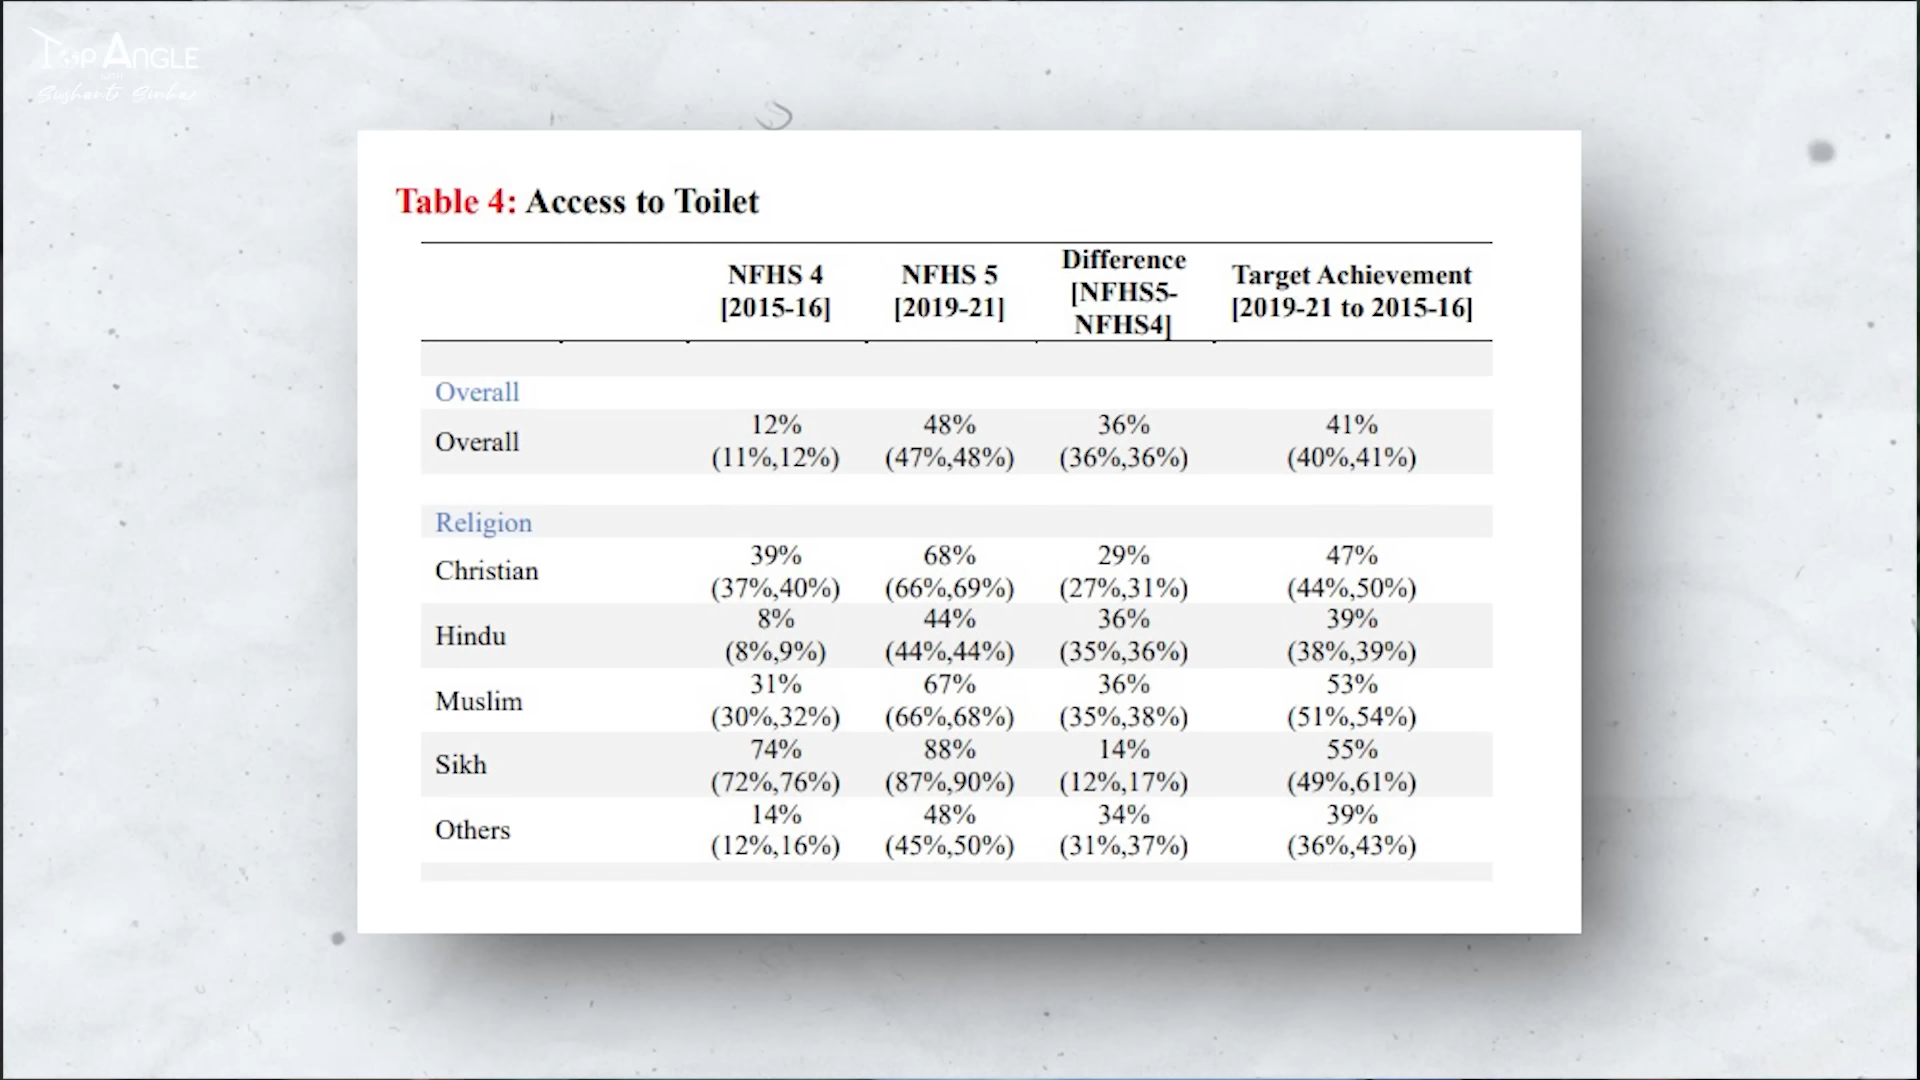 TOP ANGLE
WITH
Sushant Sinha
Table 4: Access to Toilet
NFHS 4 [2015-16] NFHS 5 [2019-21] Difference [NFHS5-NFHS4] Target Achievement [2019-21 to 2015-16]
Overall
Overall 12% 48% 36% 41%
(11%,12%) (47%,48%) (36%,36%) (40%,41%)
Religion
Christian 39% 68% 29% 47%
(37%,40%) (66%,69%) (27%,31%) (44%,50%)
Hindu 8% 44% 36% 39%
(8%,9%) (44%,44%) (35%,36%) (38%,39%)
Muslim 31% 67% 36% 53%
(30%,32%) (66%,68%) (35%,38%) (51%,54%)
Sikh 74% 88% 14% 55%
(72%,76%) (87%,90%) (12%,17%) (49%,61%)
Others 14% 48% 34% 39%
(12%,16%) (45%,50%) (31%,37%) (36%,43%)